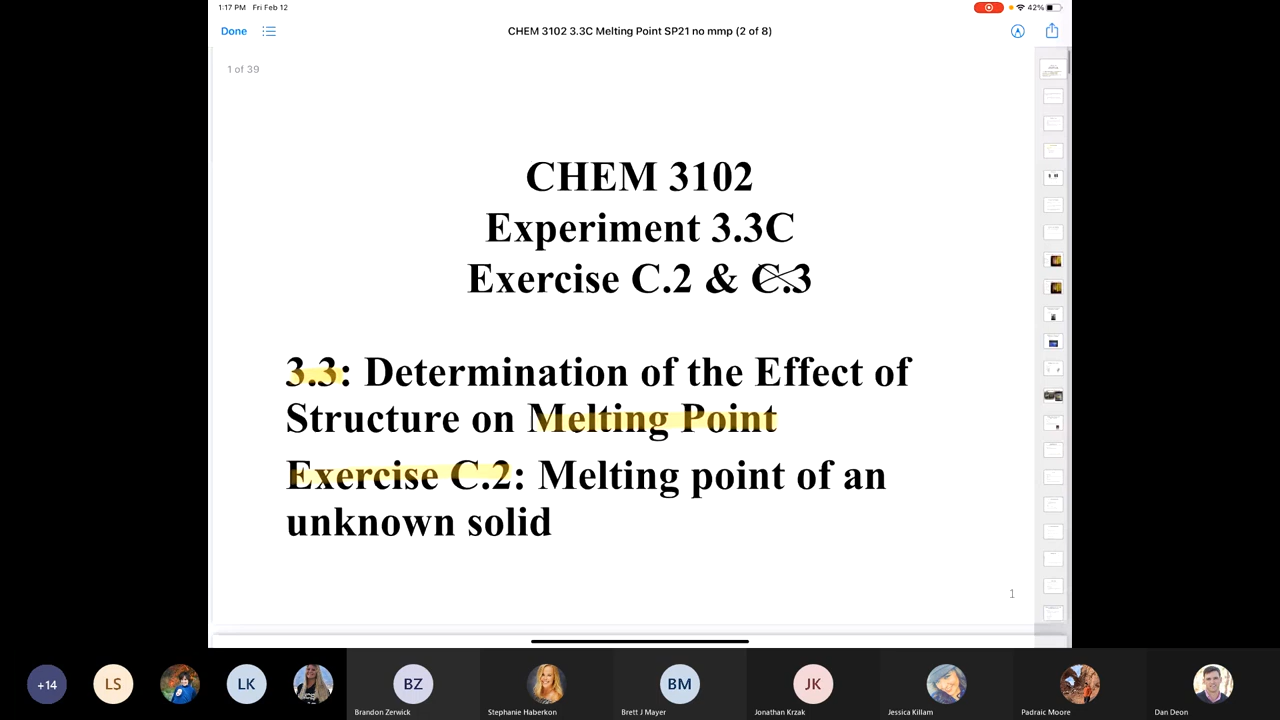 1:17 PM Fri Feb 12
42%
Done
CHEM 3102 3.3C Melting Point SP21 no mmp (2 of 8)
1 of 39
CHEM 3102
Experiment 3.3C
Exercise C.2 & C.3
3.3: Determination of the Effect of
Structure on Melting Point
Exercise C.2: Melting point of an
unknown solid
1
+14
LS
LK
BZ
BM
JK
Brandon Zerwick
Stephanie Haberkon
Brett J Mayer
Jonathan Krzak
Jessica Killam
Padraic Moore
Dan Deon